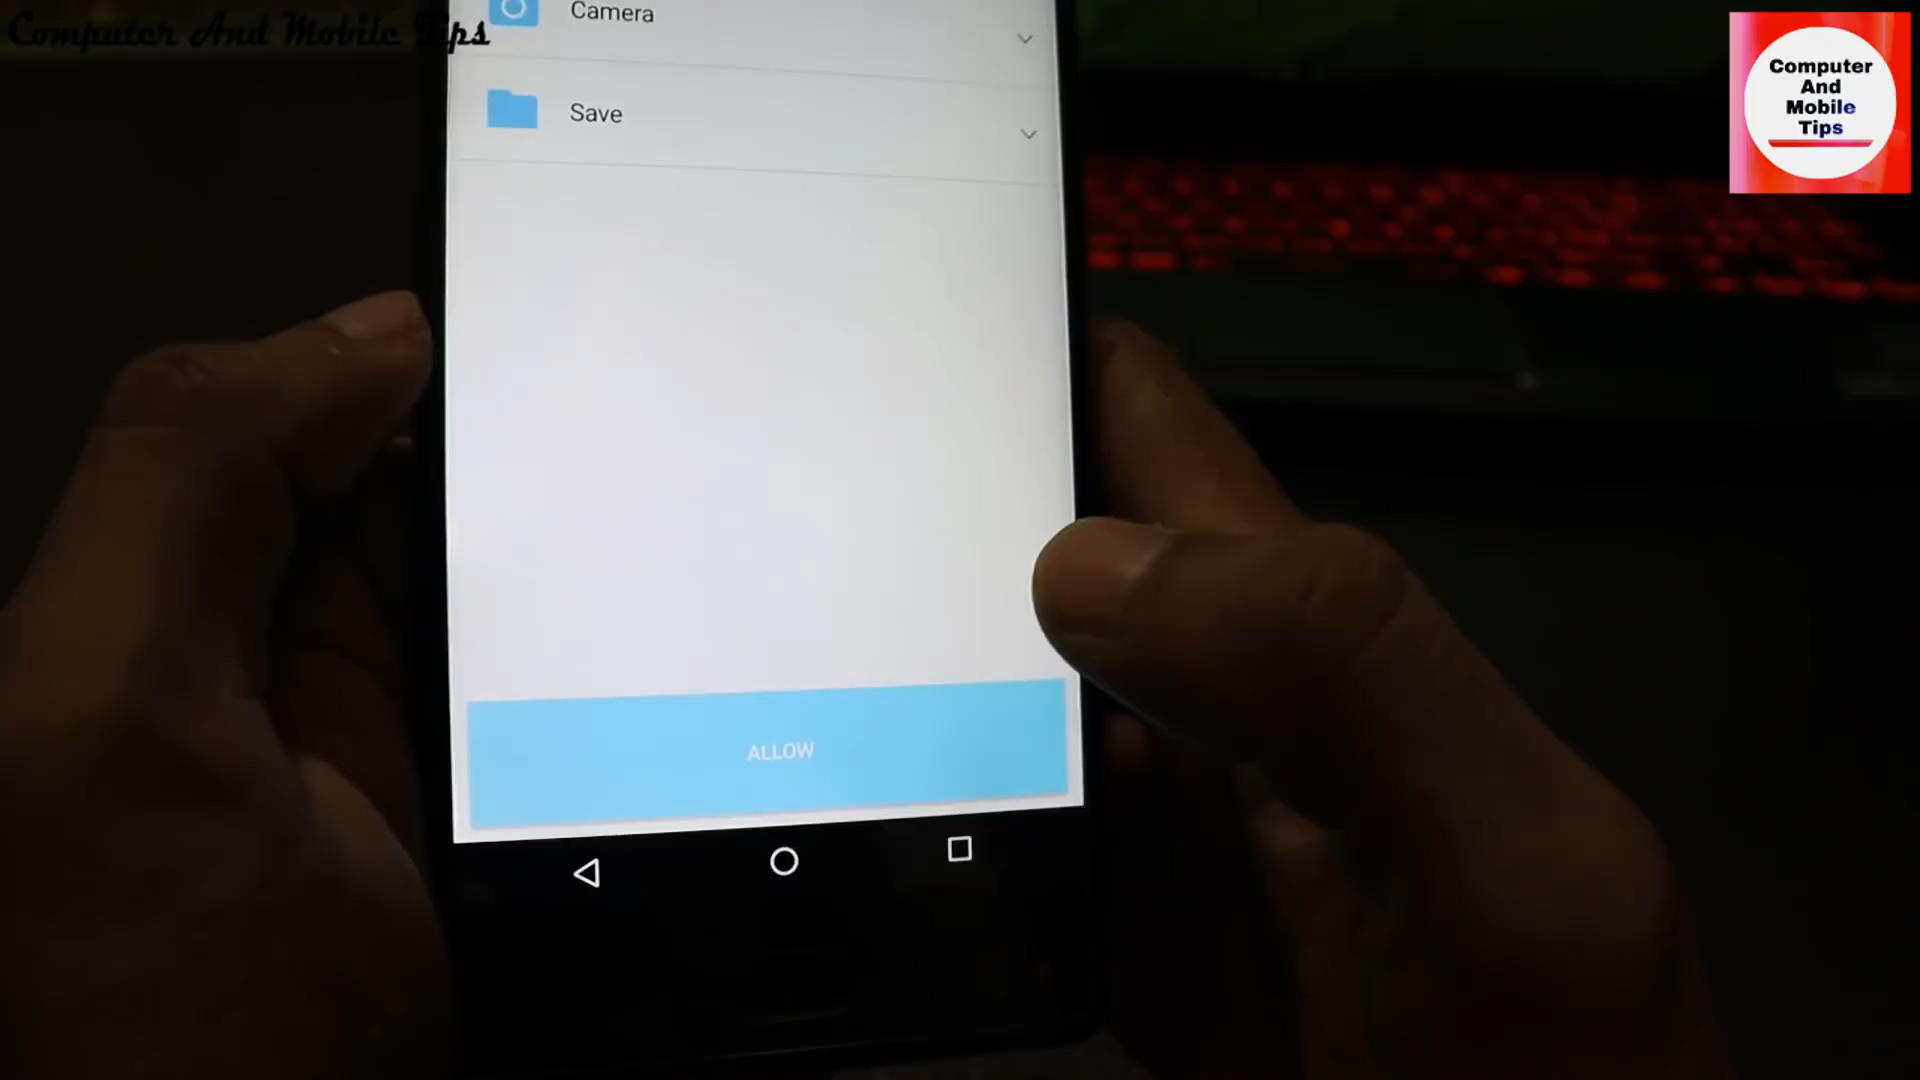 Computer And Mobile Tips
Camera
Save
ALLOW
Computer
And
Mobile
Tips